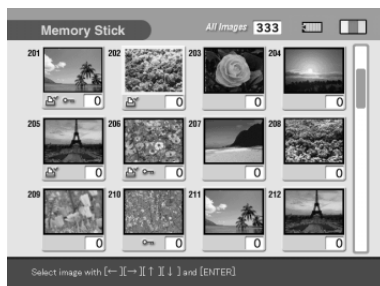 Memory Stick All Images 333
201 202 203 204
0 0 0 0
205 206 207 208
0 0 0 0
209 210 211 212
0 0 0 0
Select image with [←][→][↑][↓] and [ENTER]